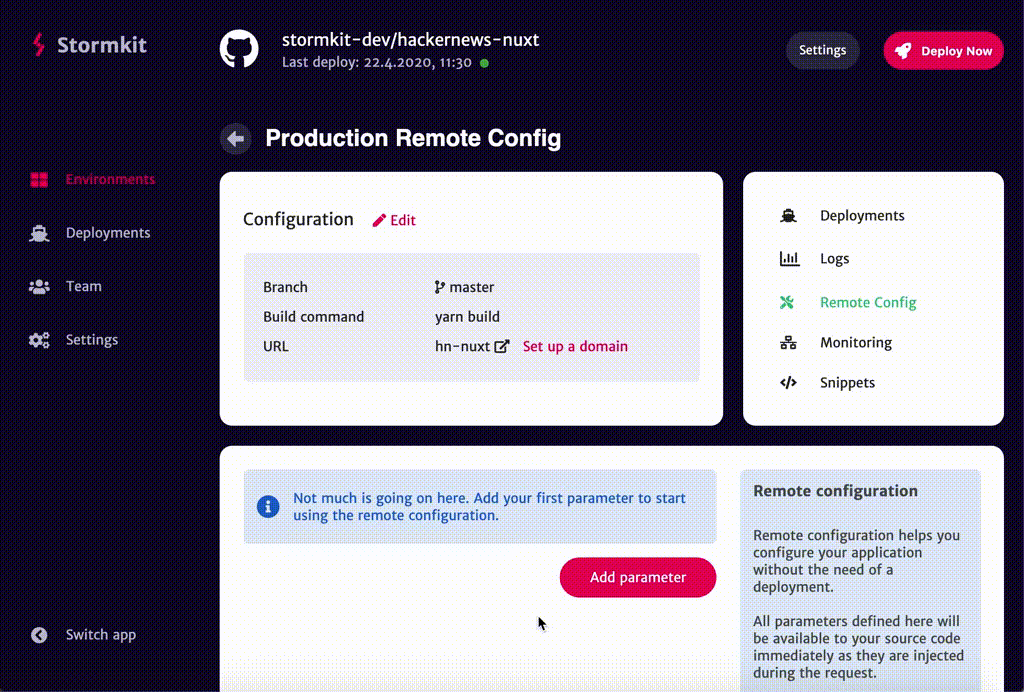 Stormkit
stormkit-dev/hackernews-nuxt
Last deploy: 22.4.2020, 11:30
Settings
Deploy Now
Environments
Deployments
Team
Settings
Switch app
Production Remote Config
Configuration
Edit
Branch
master
Build command
yarn build
URL
hn-nuxt
Set up a domain
Deployments
Logs
Remote Config
Monitoring
Snippets
Not much is going on here. Add your first parameter to start
using the remote configuration.
Add parameter
Remote configuration
Remote configuration helps you
configure your application
without the need of a
deployment.
All parameters defined here will
be available to your source code
immediately as they are injected
during the request.